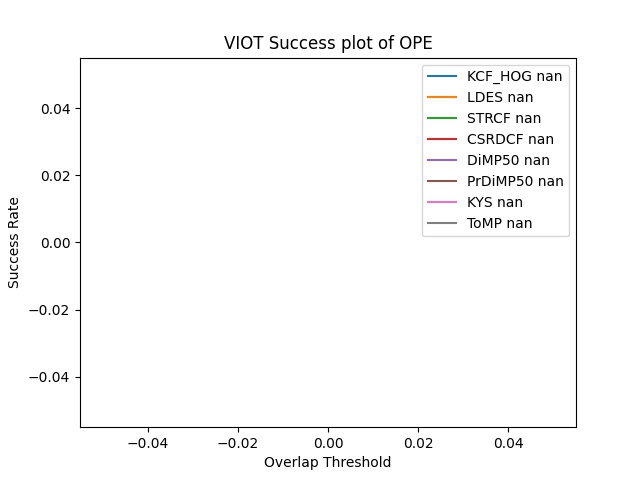 VIOT Success plot of OPE
KCF_HOG nan
LDES nan
STRCF nan
CSRDCF nan
DiMP50 nan
PrDiMP50 nan
KYS nan
ToMP nan
Success Rate
0.04
0.02
0.00
−0.02
−0.04
−0.04 −0.02 0.00 0.02 0.04
Overlap Threshold